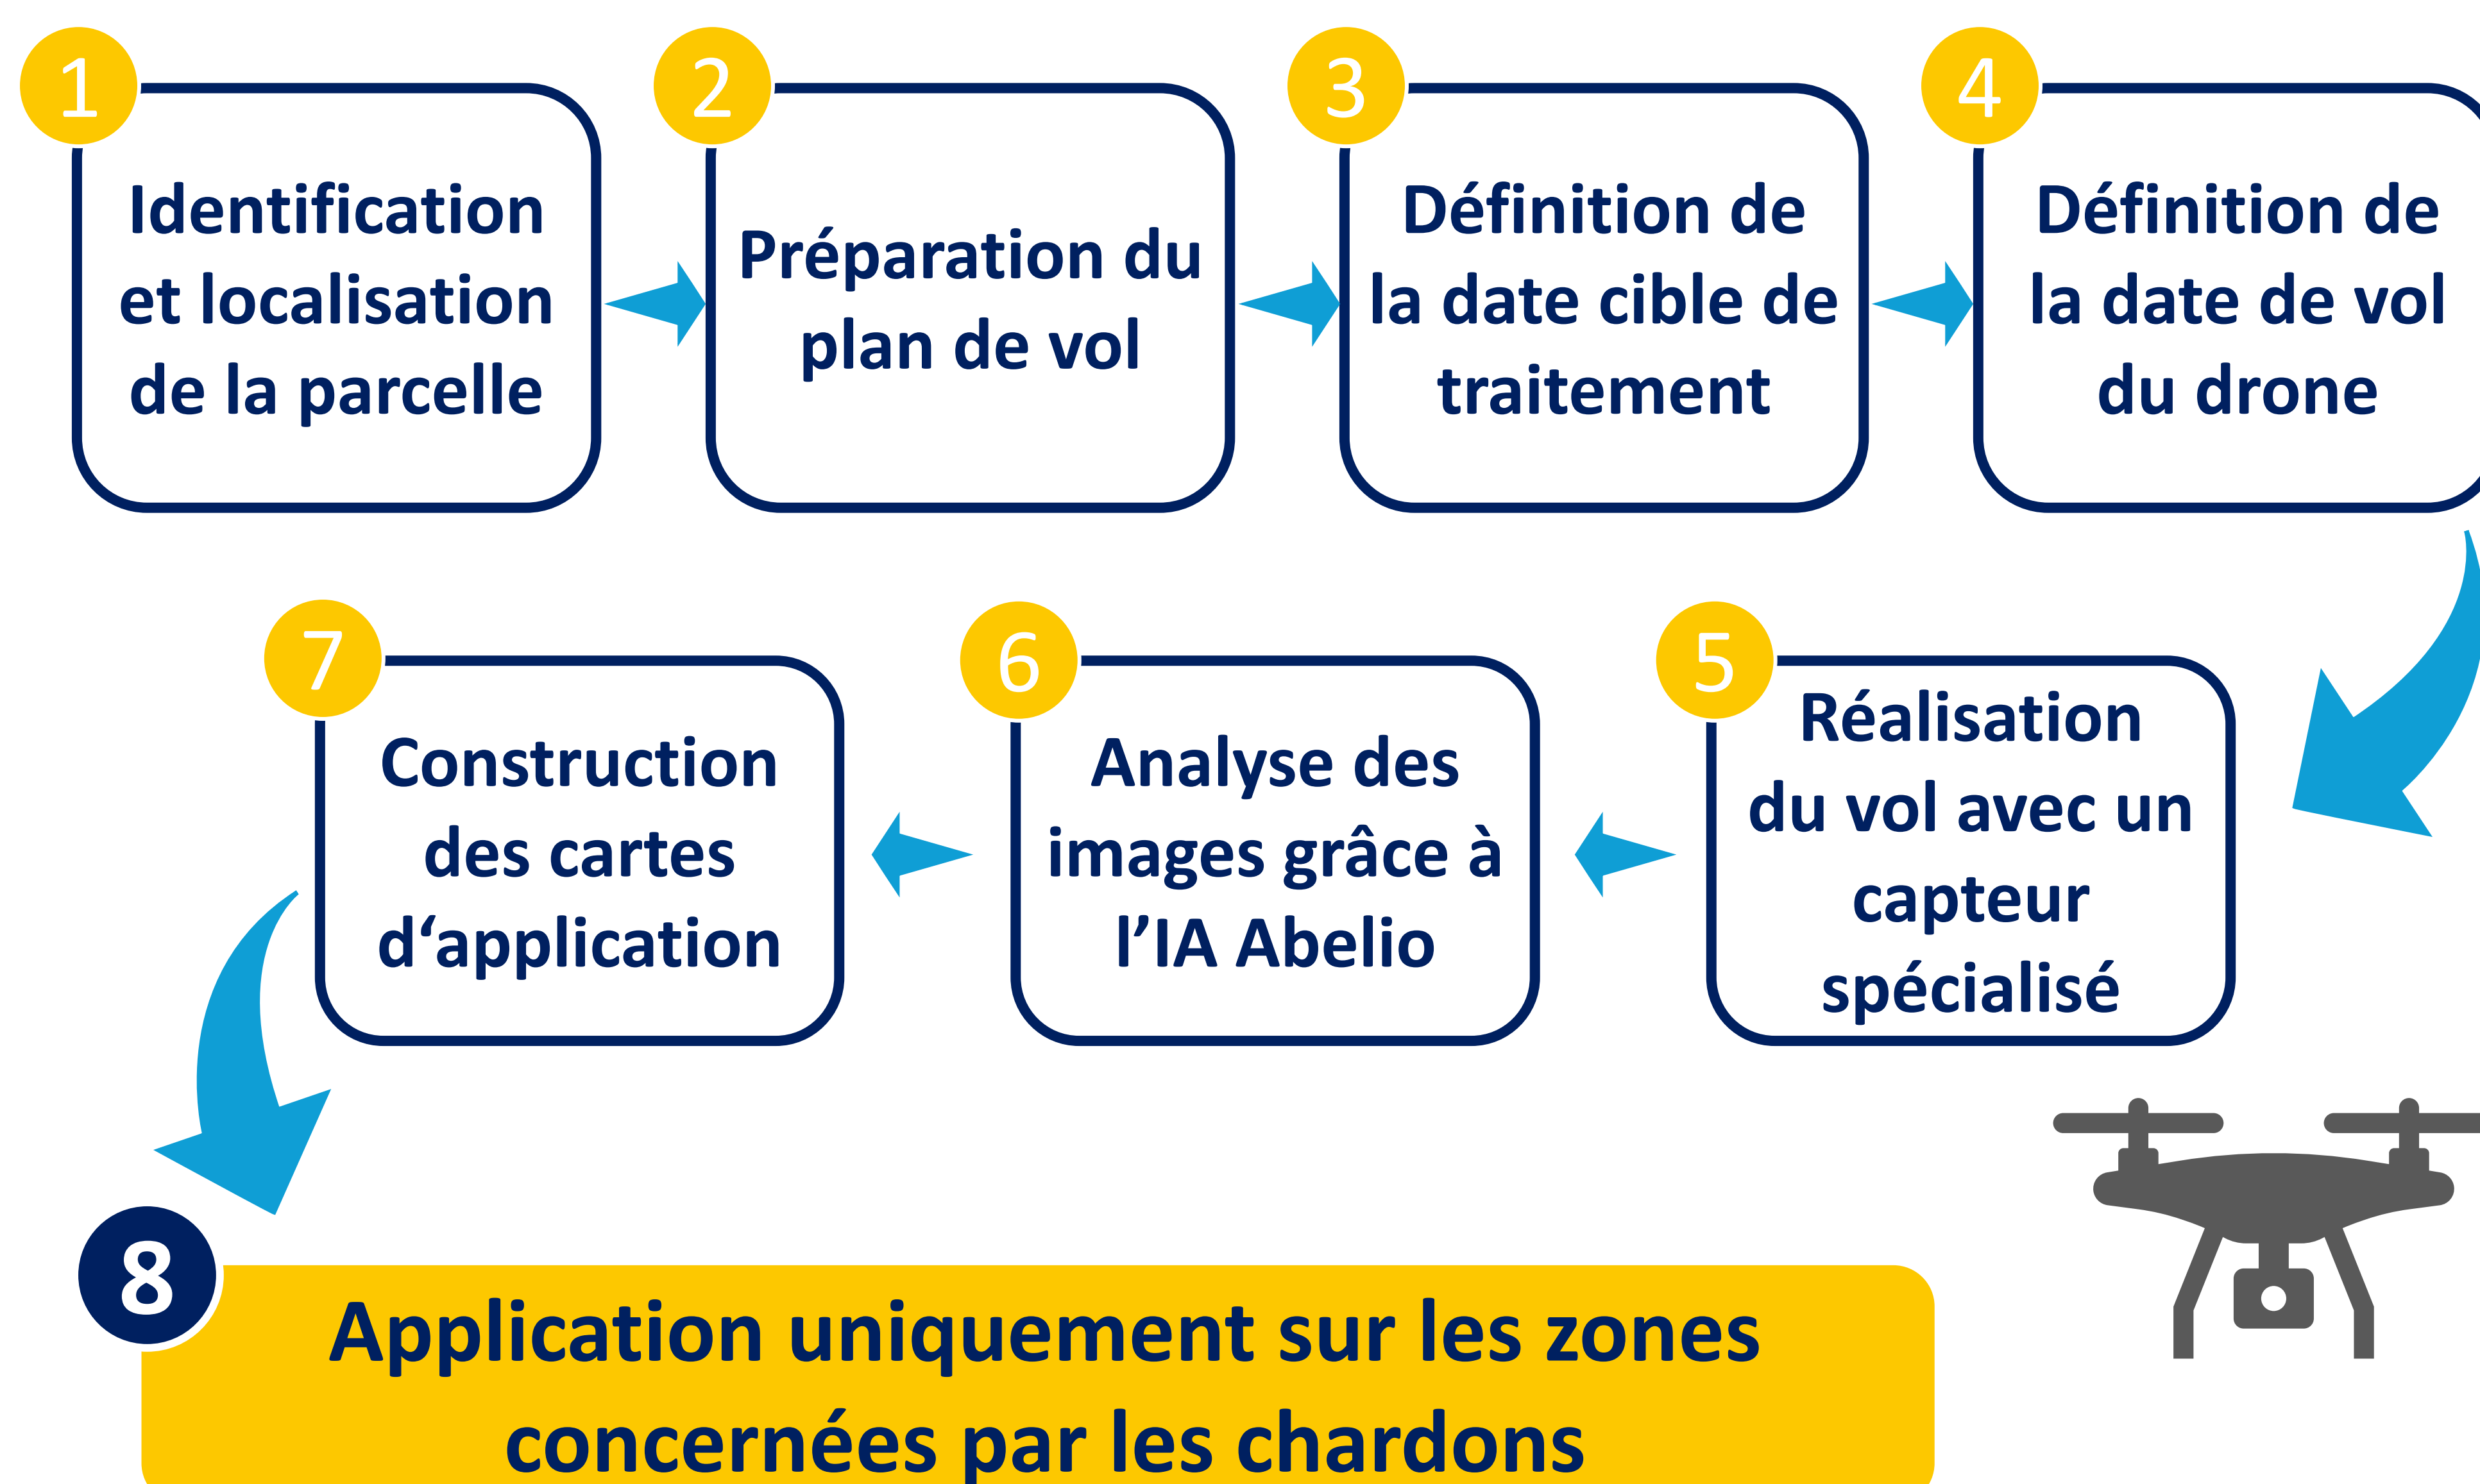 1
Identification
et localisation
de la parcelle
2
Préparation du
plan de vol
3
Définition de
la date cible de
traitement
4
Définition de
la date de vol
du drone
5
Réalisation
du vol avec un
capteur
spécialisé
6
Analyse des
images grâce à
l’IA Abelio
7
Construction
des cartes
d‘application
8
Application uniquement sur les zones
concernées par les chardons